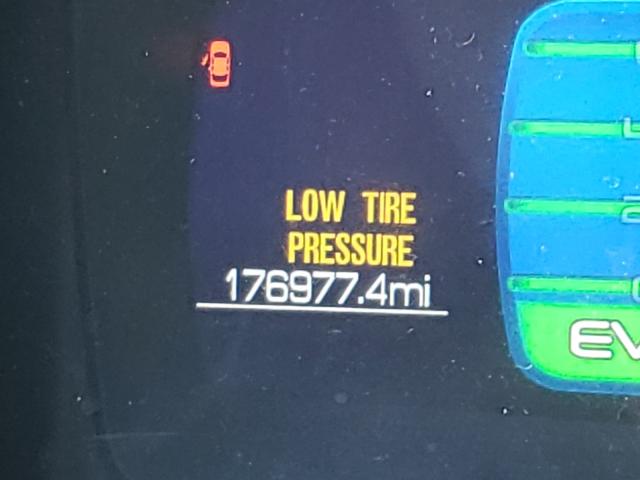 LOW TIRE
PRESSURE
176977.4mi
EV